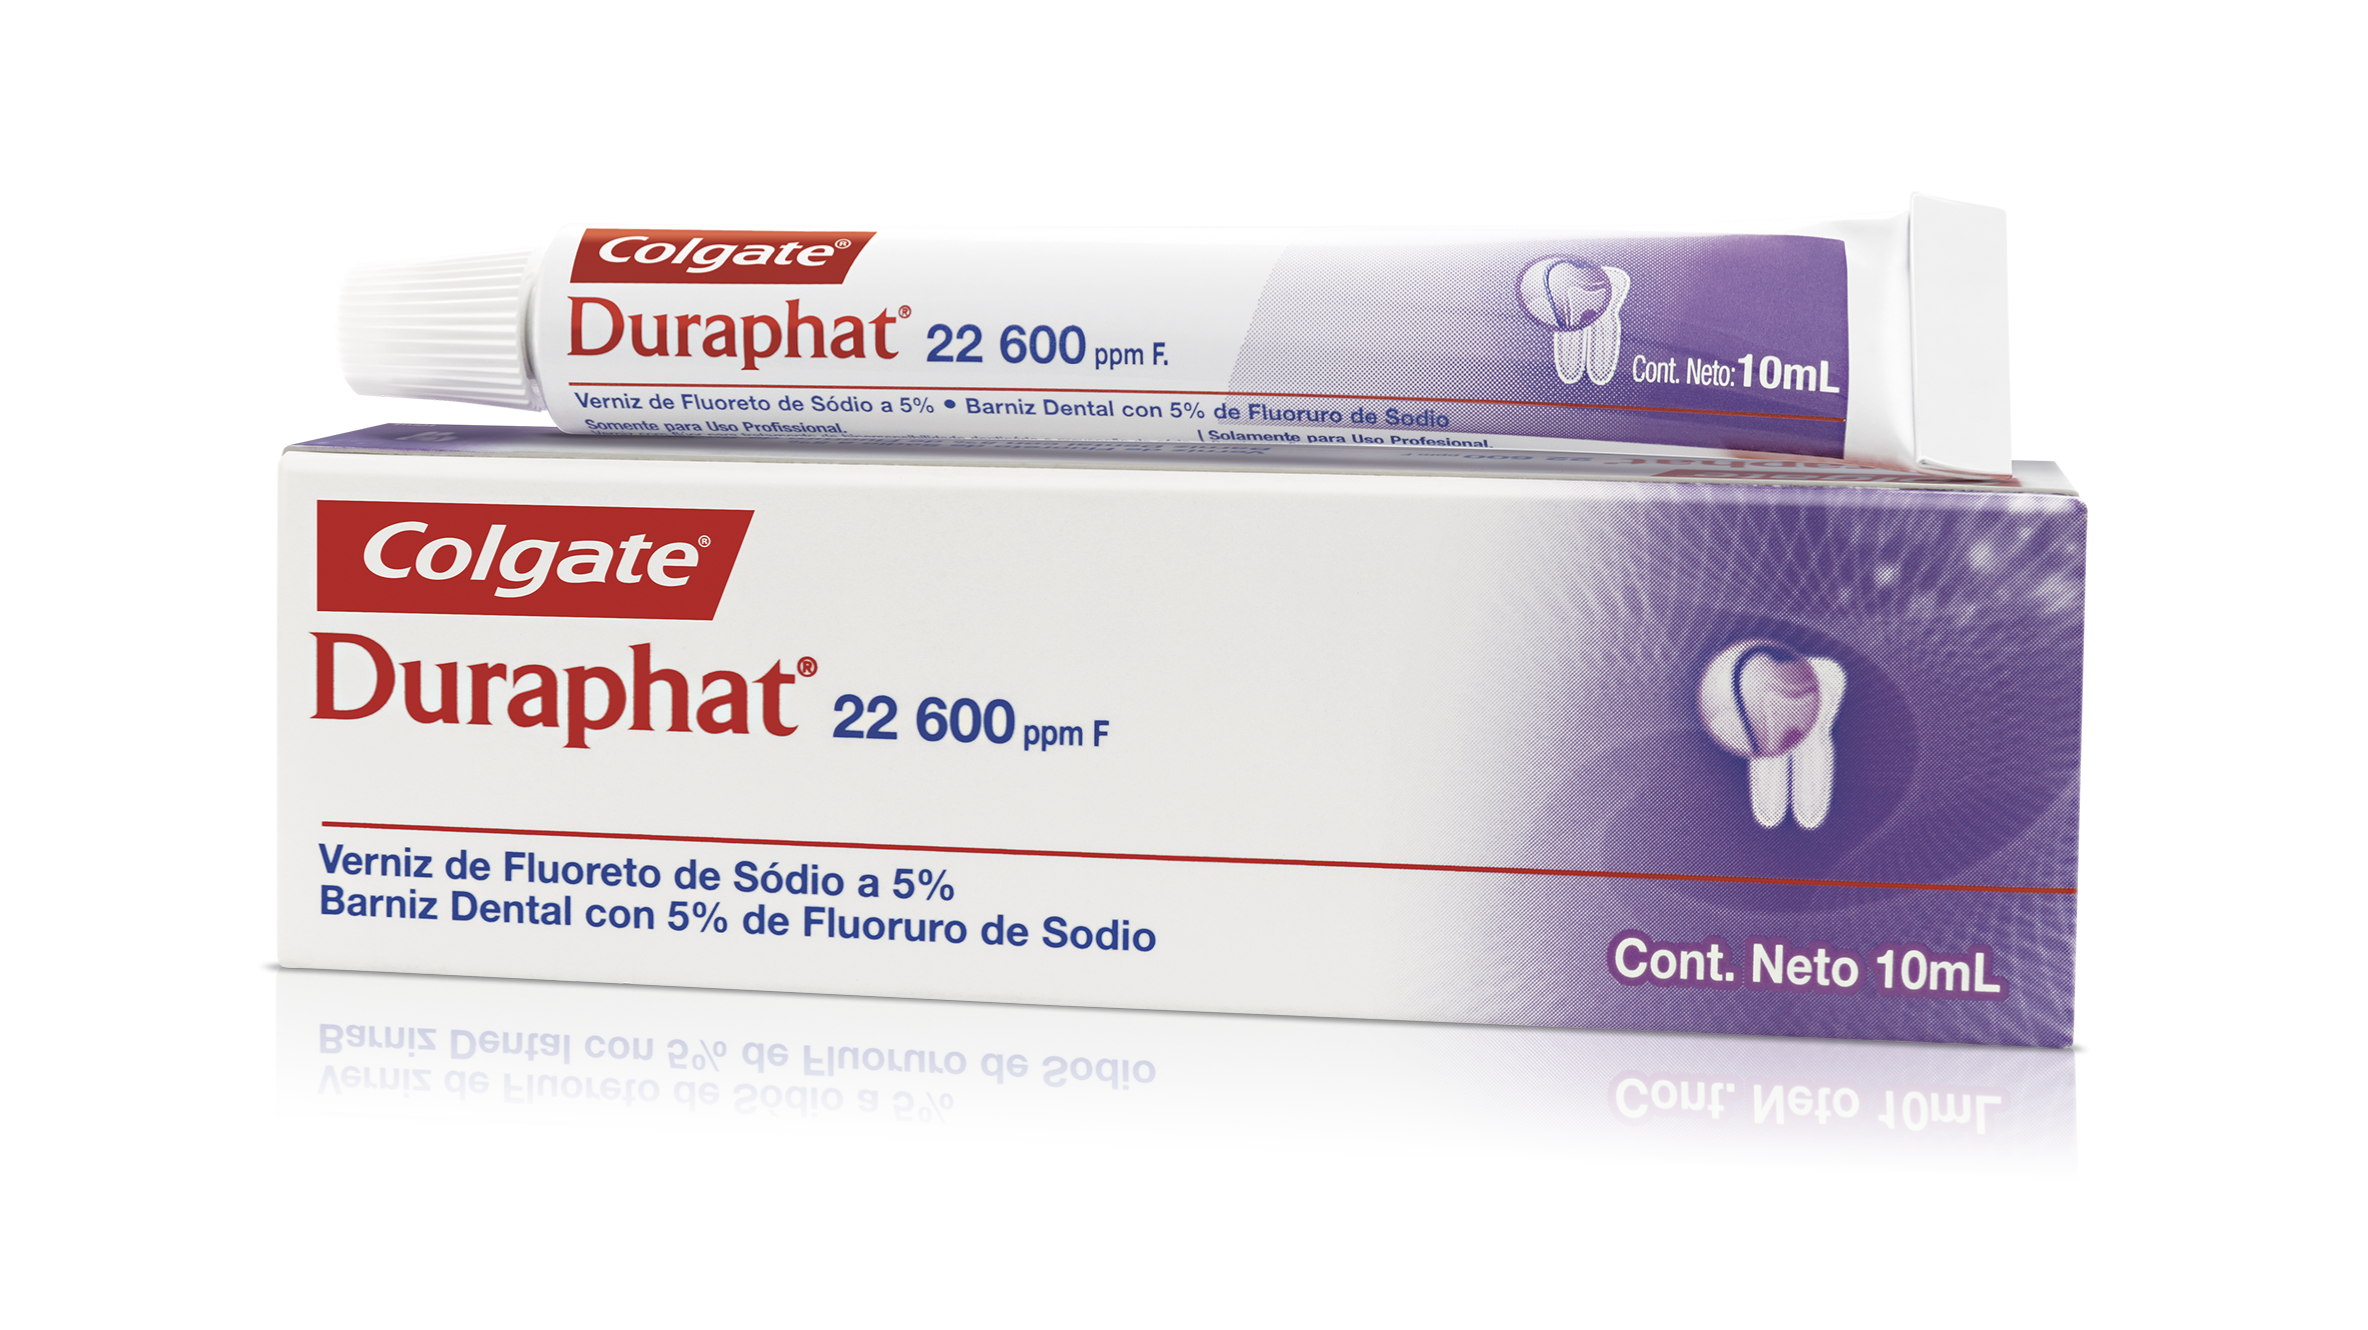 Colgate®
Duraphat® 22 600 ppm F.
Cont. Neto: 10mL
Verniz de Fluoreto de Sódio a 5% • Barniz Dental con 5% de Fluoruro de Sodio
Somente para Uso Profissional. | Solamente para Uso Profesional.
Colgate®
Duraphat® 22 600 ppm F
Verniz de Fluoreto de Sódio a 5%
Barniz Dental con 5% de Fluoruro de Sodio
Cont. Neto 10mL